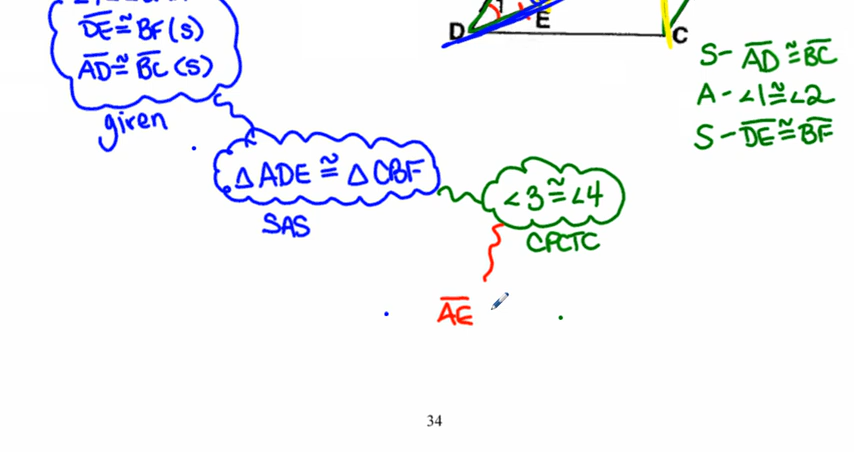 DE ≅ BF (S)
AD ≅ BC (S)
given
1
D
E
C
S - AD ≅ BC
A - ∠1 ≅ ∠2
S - DE ≅ BF
△ ADE ≅ △ CBF
SAS
∠3 ≅ ∠4
CPCTC
AE
34